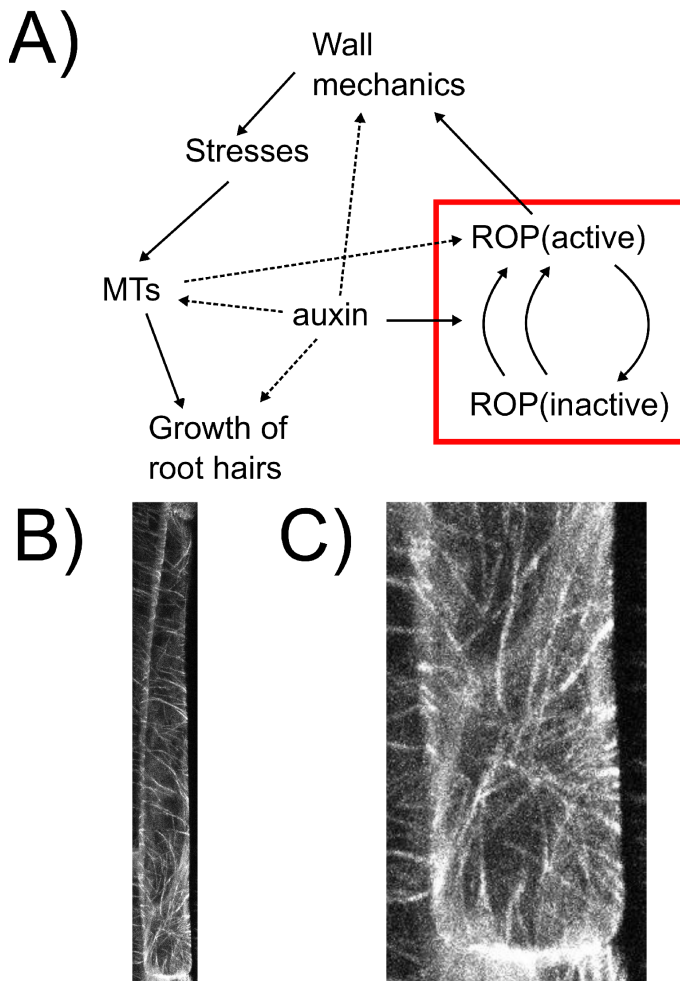 A)
Wall
mechanics
Stresses
ROP(active)
MTs
auxin
ROP(inactive)
Growth of
root hairs
B)
C)